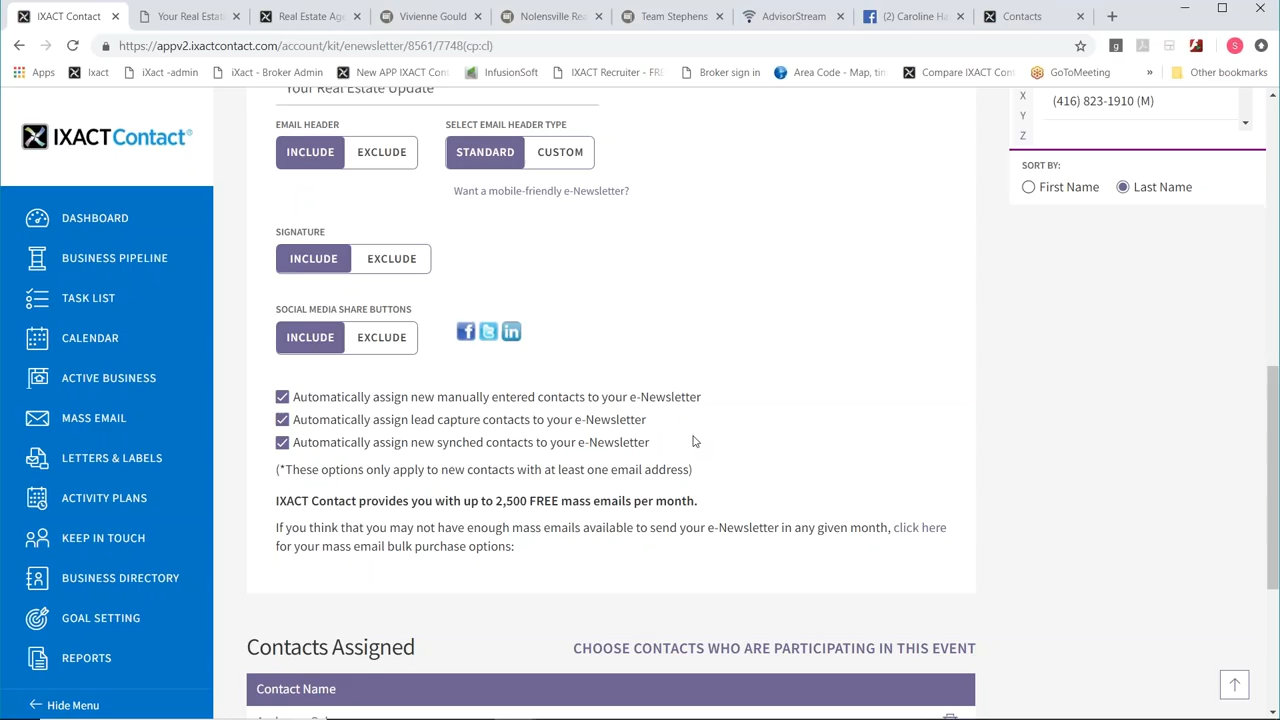 IXACT Contact
Your Real Estat
Real Estate Age
Vivienne Gould
Nolensville Rea
Team Stephens
AdvisorStream
(2) Caroline Ha
Contacts
https://appv2.ixactcontact.com/account/kit/enewsletter/8561/7748(cp:cl)
Apps
Ixact
iXact -admin
iXact - Broker Admin
New APP IXACT Cont
InfusionSoft
IXACT Recruiter - FRE
Broker sign in
Area Code - Map, tim
Compare IXACT Cont
GoToMeeting
»
Other bookmarks
IXACTContact®
DASHBOARD
BUSINESS PIPELINE
TASK LIST
CALENDAR
ACTIVE BUSINESS
MASS EMAIL
LETTERS & LABELS
ACTIVITY PLANS
KEEP IN TOUCH
BUSINESS DIRECTORY
GOAL SETTING
REPORTS
Hide Menu
Your Real Estate Update
EMAIL HEADER
SELECT EMAIL HEADER TYPE
INCLUDE EXCLUDE
STANDARD CUSTOM
Want a mobile-friendly e-Newsletter?
SIGNATURE
INCLUDE EXCLUDE
SOCIAL MEDIA SHARE BUTTONS
INCLUDE EXCLUDE
Automatically assign new manually entered contacts to your e-Newsletter
Automatically assign lead capture contacts to your e-Newsletter
Automatically assign new synched contacts to your e-Newsletter
(*These options only apply to new contacts with at least one email address)
IXACT Contact provides you with up to 2,500 FREE mass emails per month.
If you think that you may not have enough mass emails available to send your e-Newsletter in any given month, click here
for your mass email bulk purchase options:
Contacts Assigned
CHOOSE CONTACTS WHO ARE PARTICIPATING IN THIS EVENT
Contact Name
X
Y
Z
(416) 823-1910 (M)
SORT BY:
First Name
Last Name